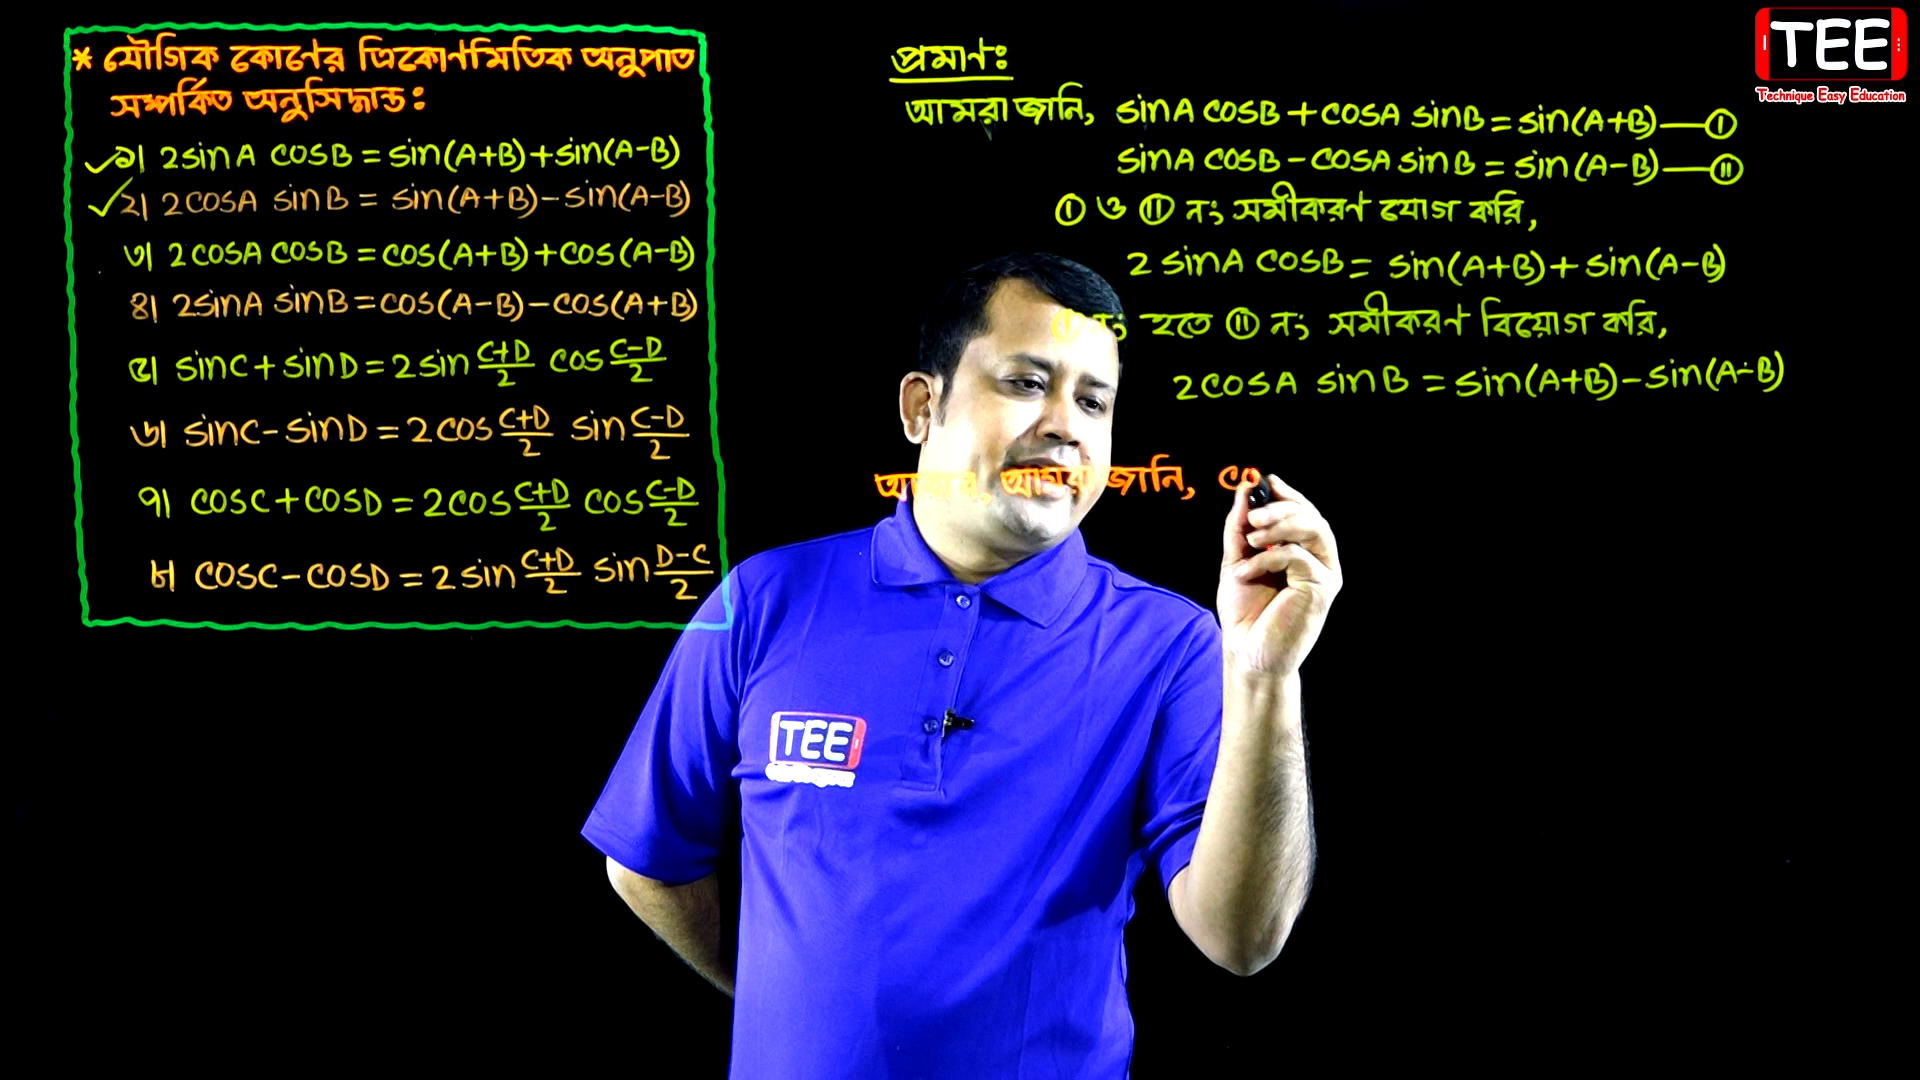 * যৌগিক কোণের ত্রিকোণমিতিক অনুপাত
সম্পর্কিত অনুসিদ্ধান্ত:
১। 2sinA cosB = sin(A+B)+sin(A-B)
২। 2cosA sinB = sin(A+B)-sin(A-B)
৩। 2cosA cosB = cos(A+B)+cos(A-B)
৪। 2sinA sinB = cos(A-B)-cos(A+B)
৫। sinC+sinD = 2sin (C+D)/2 cos (C-D)/2
৬। sinC-sinD = 2cos (C+D)/2 sin (C-D)/2
৭। cosC+cosD = 2cos (C+D)/2 cos (C-D)/2
৮। cosC-cosD = 2sin (C+D)/2 sin (D-C)/2
প্রমাণঃ
আমরা জানি, sinA cosB + cosA sinB = sin(A+B) — (I)
sinA cosB - cosA sinB = sin(A-B) — (II)
(I) ও (II) নং সমীকরণ যোগ করি,
2 sinA cosB = sin(A+B) + sin(A-B)
(I) নং হতে (II) নং সমীকরণ বিয়োগ করি,
2cosA sinB = sin(A+B) - sin(A-B)
আমরা জানি, co
TEE
Technique Easy Education
TEE